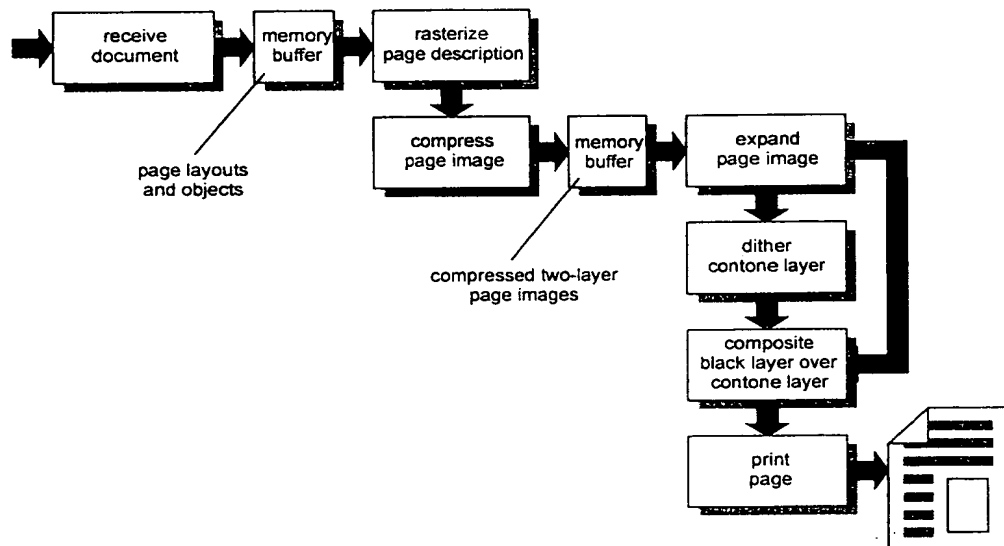 receive
document
memory
buffer
rasterize
page description
compress
page image
memory
buffer
expand
page image
page layouts
and objects
dither
contone layer
compressed two-layer
page images
composite
black layer over
contone layer
print
page